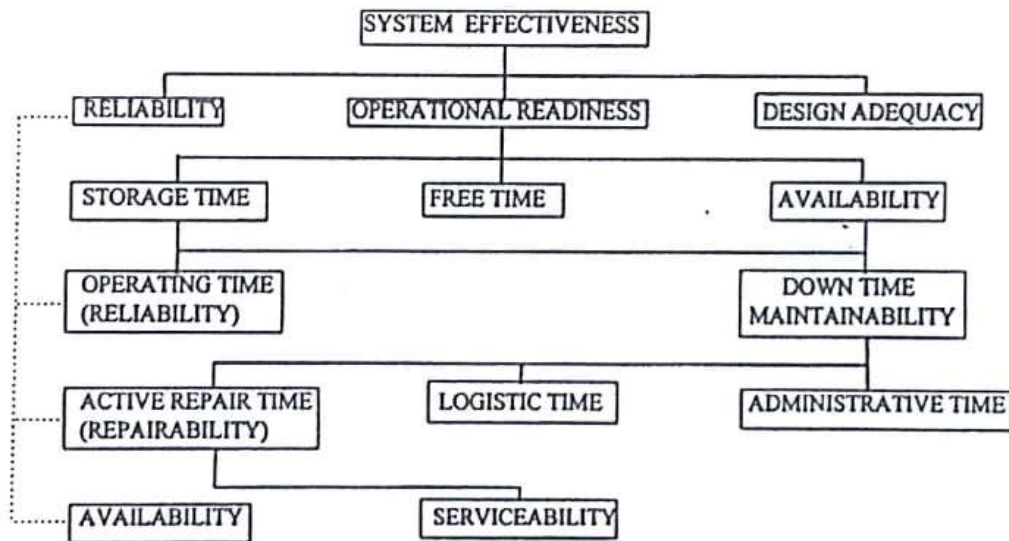 SYSTEM EFFECTIVENESS
RELIABILITY
OPERATIONAL READINESS
DESIGN ADEQUACY
STORAGE TIME
FREE TIME
AVAILABILITY
OPERATING TIME
(RELIABILITY)
DOWN TIME
MAINTAINABILITY
ACTIVE REPAIR TIME
(REPAIRABILITY)
LOGISTIC TIME
ADMINISTRATIVE TIME
AVAILABILITY
SERVICEABILITY